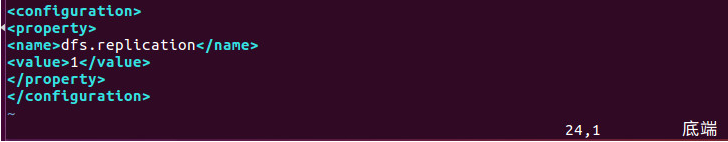 <configuration>
<property>
<name>dfs.replication</name>
<value>1</value>
</property>
</configuration>
~
24,1 底端